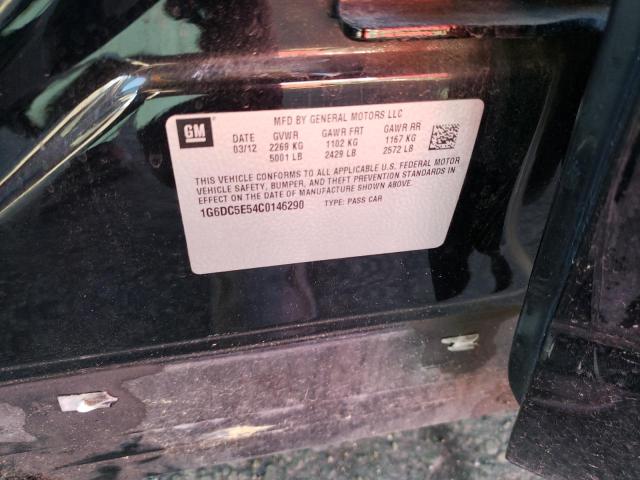 MFD BY GENERAL MOTORS LLC
GM DATE GVWR GAWR FRT GAWR RR
03/12 2269 KG 1102 KG 1167 KG
5001 LB 2429 LB 2572 LB
THIS VEHICLE CONFORMS TO ALL APPLICABLE U.S. FEDERAL MOTOR
VEHICLE SAFETY, BUMPER, AND THEFT PREVENTION STANDARDS IN
EFFECT ON THE DATE OF MANUFACTURE SHOWN ABOVE.
1G6DC5E54C0146290 TYPE: PASS CAR